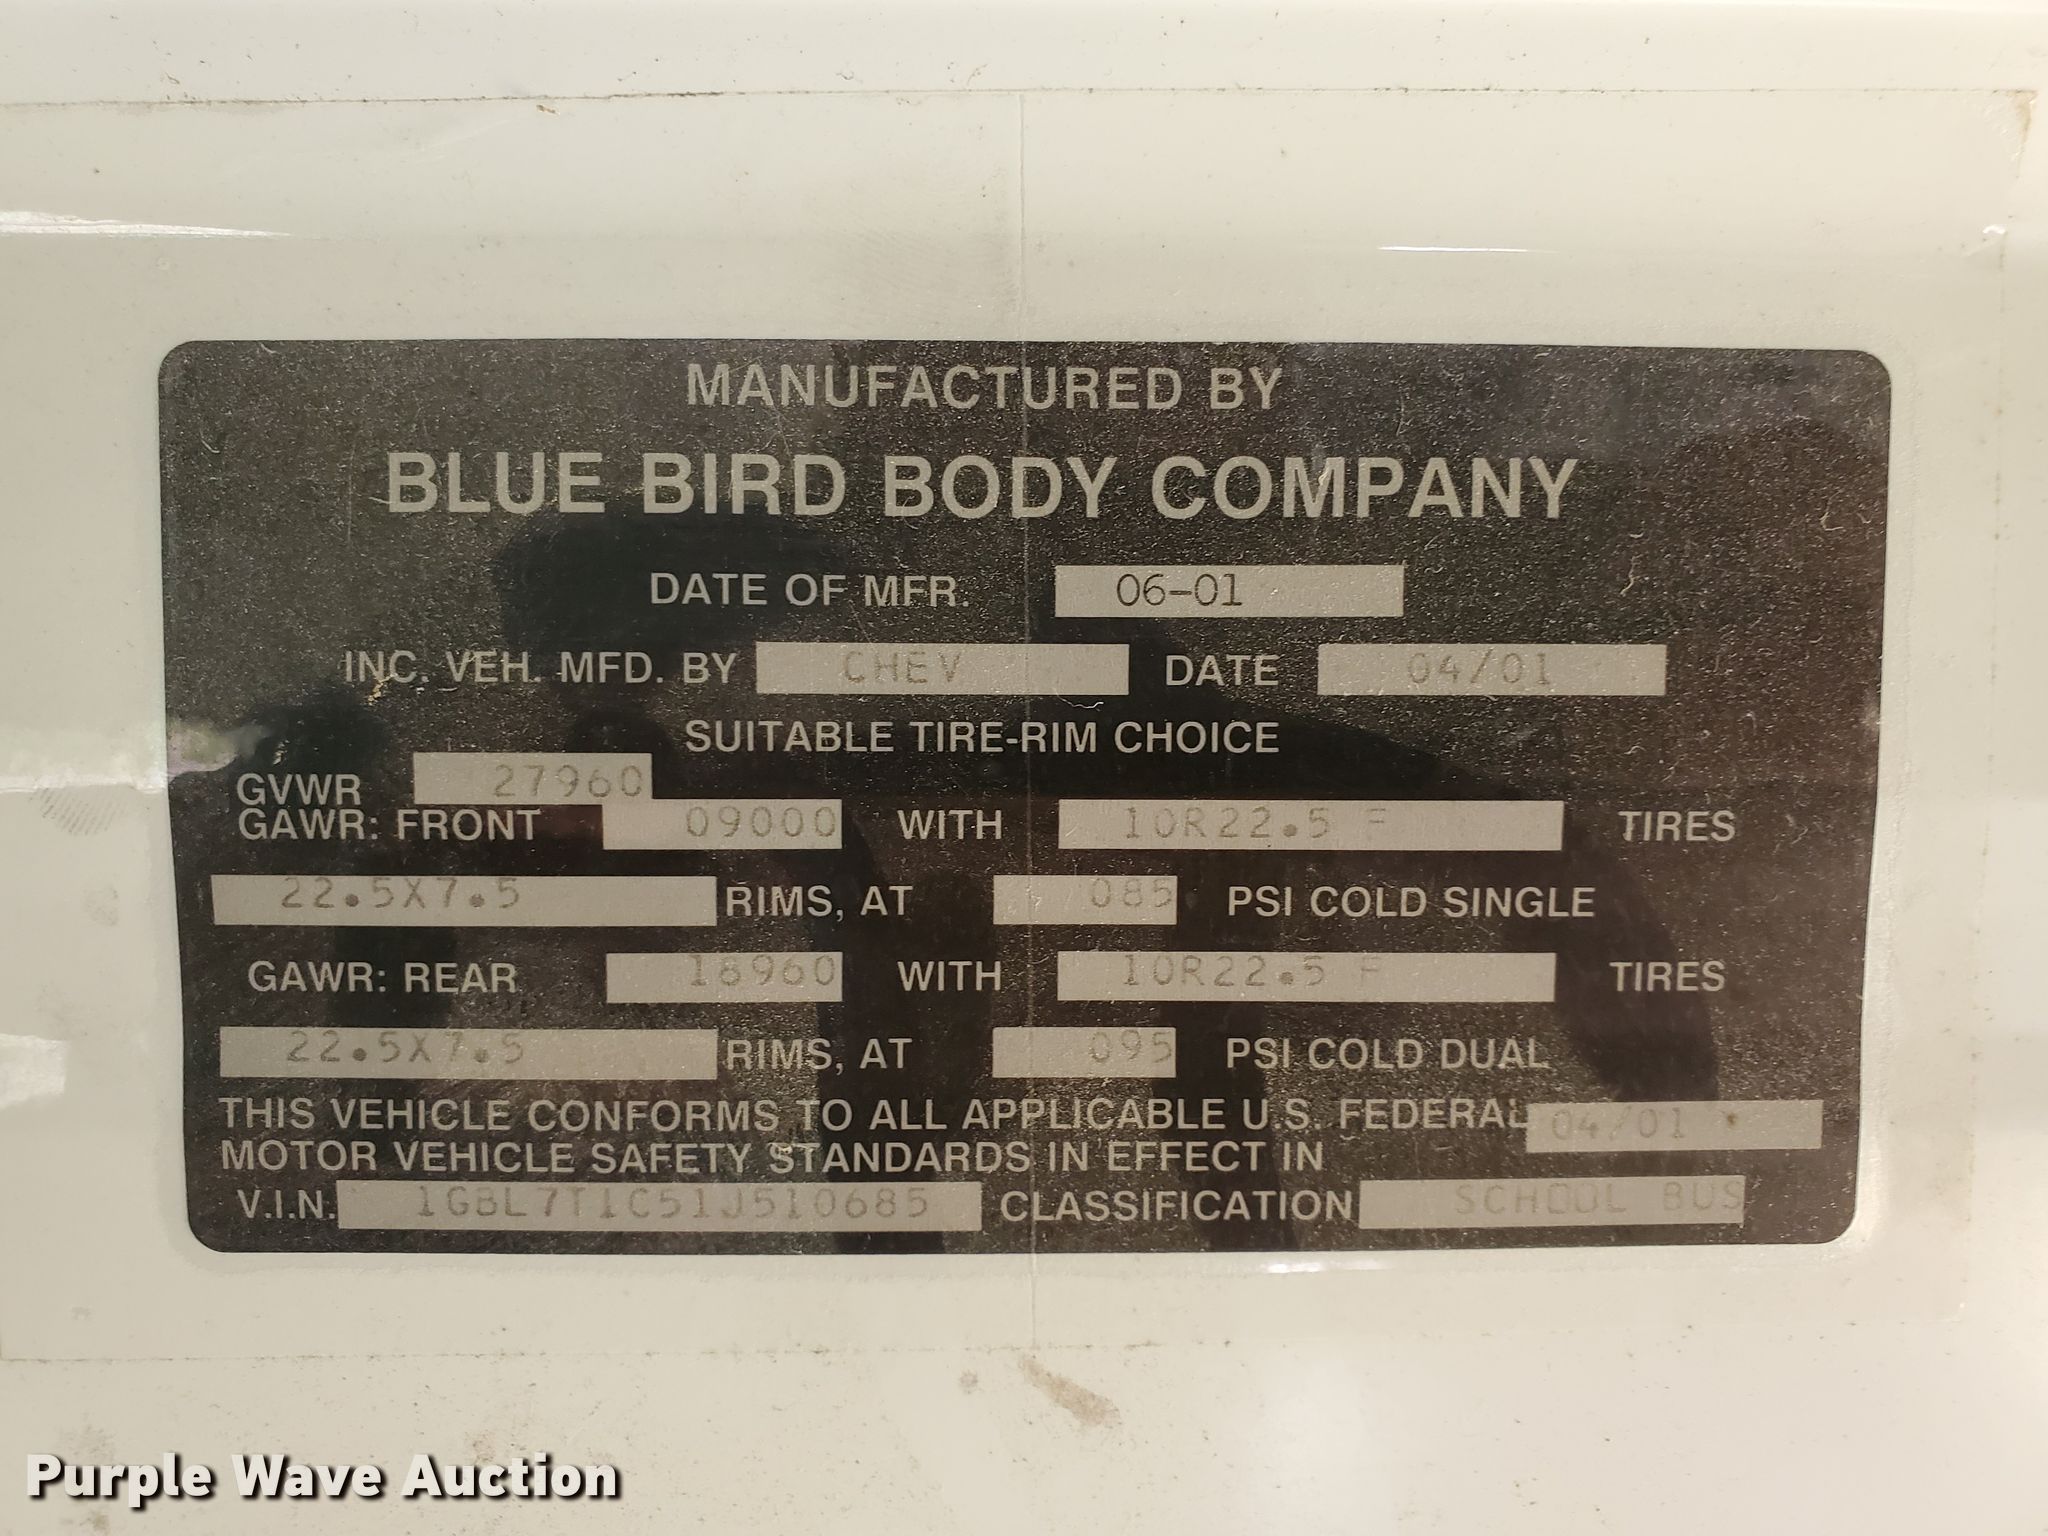 MANUFACTURED BY
BLUE BIRD BODY COMPANY
DATE OF MFR. 06-01
INC. VEH. MFD. BY CHEV DATE 04/01
SUITABLE TIRE-RIM CHOICE
GVWR 27960
GAWR: FRONT 09000 WITH 10R22.5 F TIRES
22.5X7.5 RIMS, AT 085 PSI COLD SINGLE
GAWR: REAR 18960 WITH 10R22.5 F TIRES
22.5X7.5 RIMS, AT 095 PSI COLD DUAL
THIS VEHICLE CONFORMS TO ALL APPLICABLE U.S. FEDERAL
MOTOR VEHICLE SAFETY STANDARDS IN EFFECT IN 04/01
V.I.N. 1GBL7T1C51J510685 CLASSIFICATION SCHOOL BUS
Purple Wave Auction